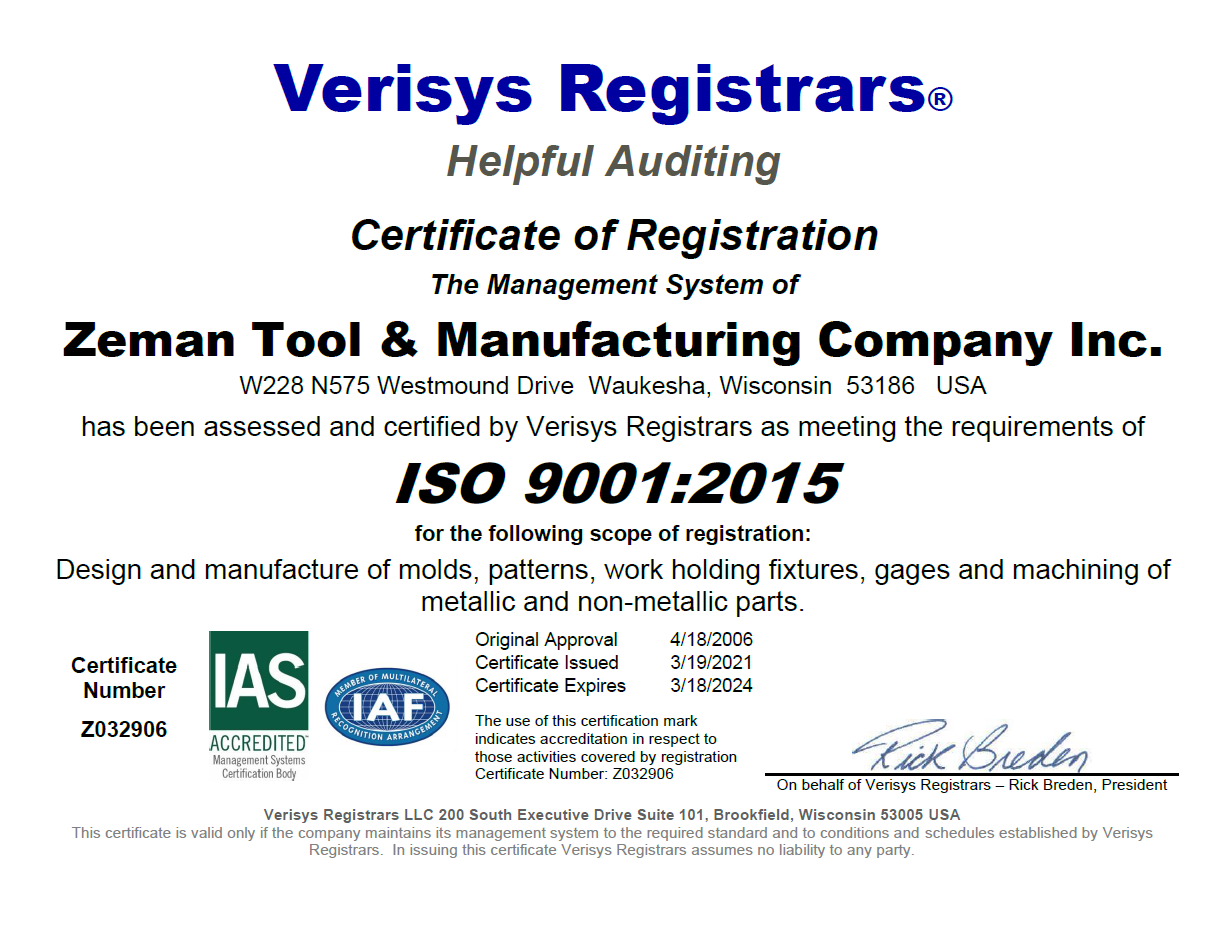 Verisys Registrars®
Helpful Auditing
Certificate of Registration
The Management System of
Zeman Tool & Manufacturing Company Inc.
W228 N575 Westmound Drive  Waukesha, Wisconsin  53186   USA
has been assessed and certified by Verisys Registrars as meeting the requirements of
ISO 9001:2015
for the following scope of registration:
Design and manufacture of molds, patterns, work holding fixtures, gages and machining of
metallic and non-metallic parts.
Certificate
Number
Z032906
IAS
ACCREDITED™
Management Systems
Certification Body
MEMBER OF MULTILATERAL
IAF
RECOGNITION ARRANGEMENT
Original Approval 4/18/2006
Certificate Issued 3/19/2021
Certificate Expires 3/18/2024
The use of this certification mark
indicates accreditation in respect to
those activities covered by registration
Certificate Number: Z032906
Rick Breden
On behalf of Verisys Registrars – Rick Breden, President
Verisys Registrars LLC 200 South Executive Drive Suite 101, Brookfield, Wisconsin 53005 USA
This certificate is valid only if the company maintains its management system to the required standard and to conditions and schedules established by Verisys
Registrars.  In issuing this certificate Verisys Registrars assumes no liability to any party.